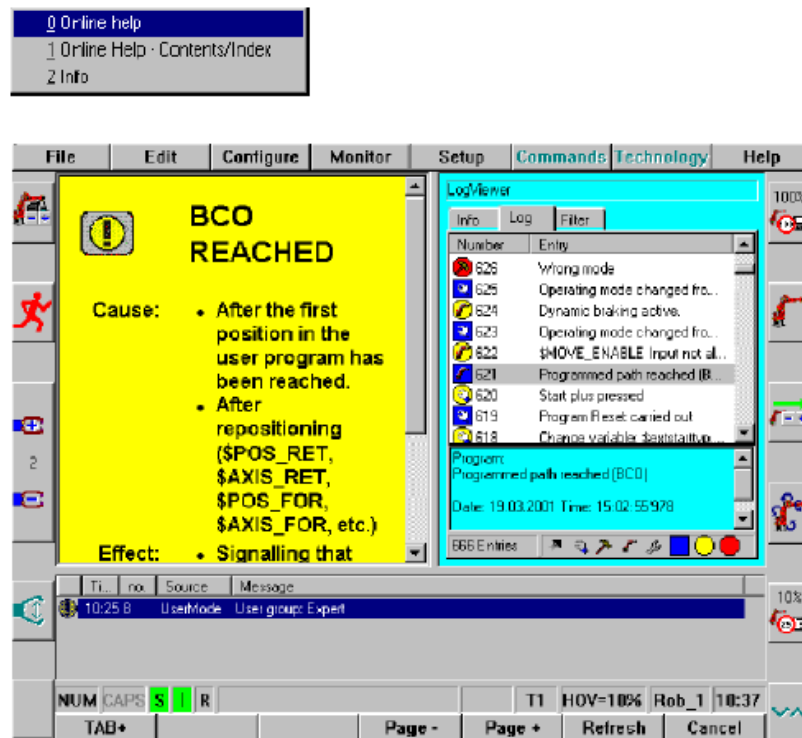 0 Online help
1 Online Help - Contents/Index
2 Info
File Edit Configure Monitor Setup Commands Technology Help
BCO
REACHED
Cause:
• After the first
position in the
user program has
been reached.
• After
repositioning
($POS_RET,
$AXIS_RET,
$POS_FOR,
$AXIS_FOR, etc.)
Effect:
• Signalling that
LogViewer
Info Log Filter
Number Entry
626 Wrong mode
625 Operating mode changed fro...
624 Dynamic braking active.
623 Operating mode changed fro...
622 $MOVE_ENABLE Input not al...
621 Programmed path reached (B...
620 Start plus pressed
619 Program Reset carried out
618 Change variable: $extstarttyp...
Program:
Programmed path reached (BCO)
Date: 19.03.2001 Time: 15:02:55'978
666 Entries
100%
2
10%
Ti... no. Source Message
10:25 8 UserMode User group: Expert
NUM CAPS S I R T1 HOV=10% Rob_1 10:37
TAB+ Page - Page + Refresh Cancel